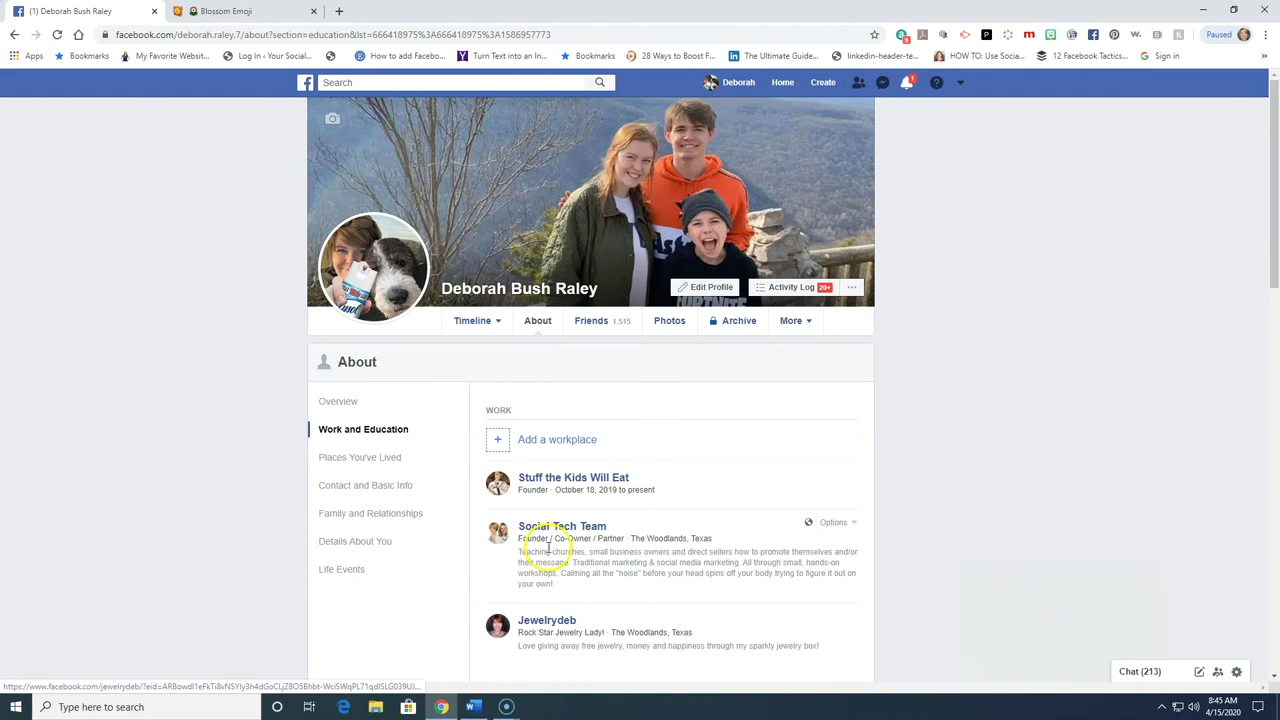 (1) Deborah Bush Raley
Blossom Emoji
facebook.com/deborah.raley.7/about?section=education&lst=666418975%3A666418975%3A1586957773
Paused
Apps
Bookmarks
My Favorite Websit...
Log In ‹ Your Social...
How to add Facebo...
Turn Text into an In...
Bookmarks
28 Ways to Boost F...
The Ultimate Guide...
linkedin-header-te...
HOW TO: Use Socia...
12 Facebook Tactics...
Sign in
»
Search
Deborah
Home
Create
1
Deborah Bush Raley
Edit Profile
Activity Log 20+
Timeline
About
Friends 1,515
Photos
Archive
More
About
Overview
Work and Education
Places You've Lived
Contact and Basic Info
Family and Relationships
Details About You
Life Events
WORK
+ Add a workplace
Stuff the Kids Will Eat
Founder · October 18, 2019 to present
Social Tech Team
Options
Founder / Co-Owner / Partner · The Woodlands, Texas
Teaching churches, small business owners and direct sellers how to promote themselves and/or
their message. Traditional marketing & social media marketing. All through small, hands-on
workshops. Calming all the "noise" before your head spins off your body trying to figure it out on
your own!
Jewelrydeb
Rock Star Jewelry Lady! · The Woodlands, Texas
Love giving away free jewelry, money and happiness through my sparkly jewelry box!
Chat (213)
Type here to search
8:45 AM
4/15/2020